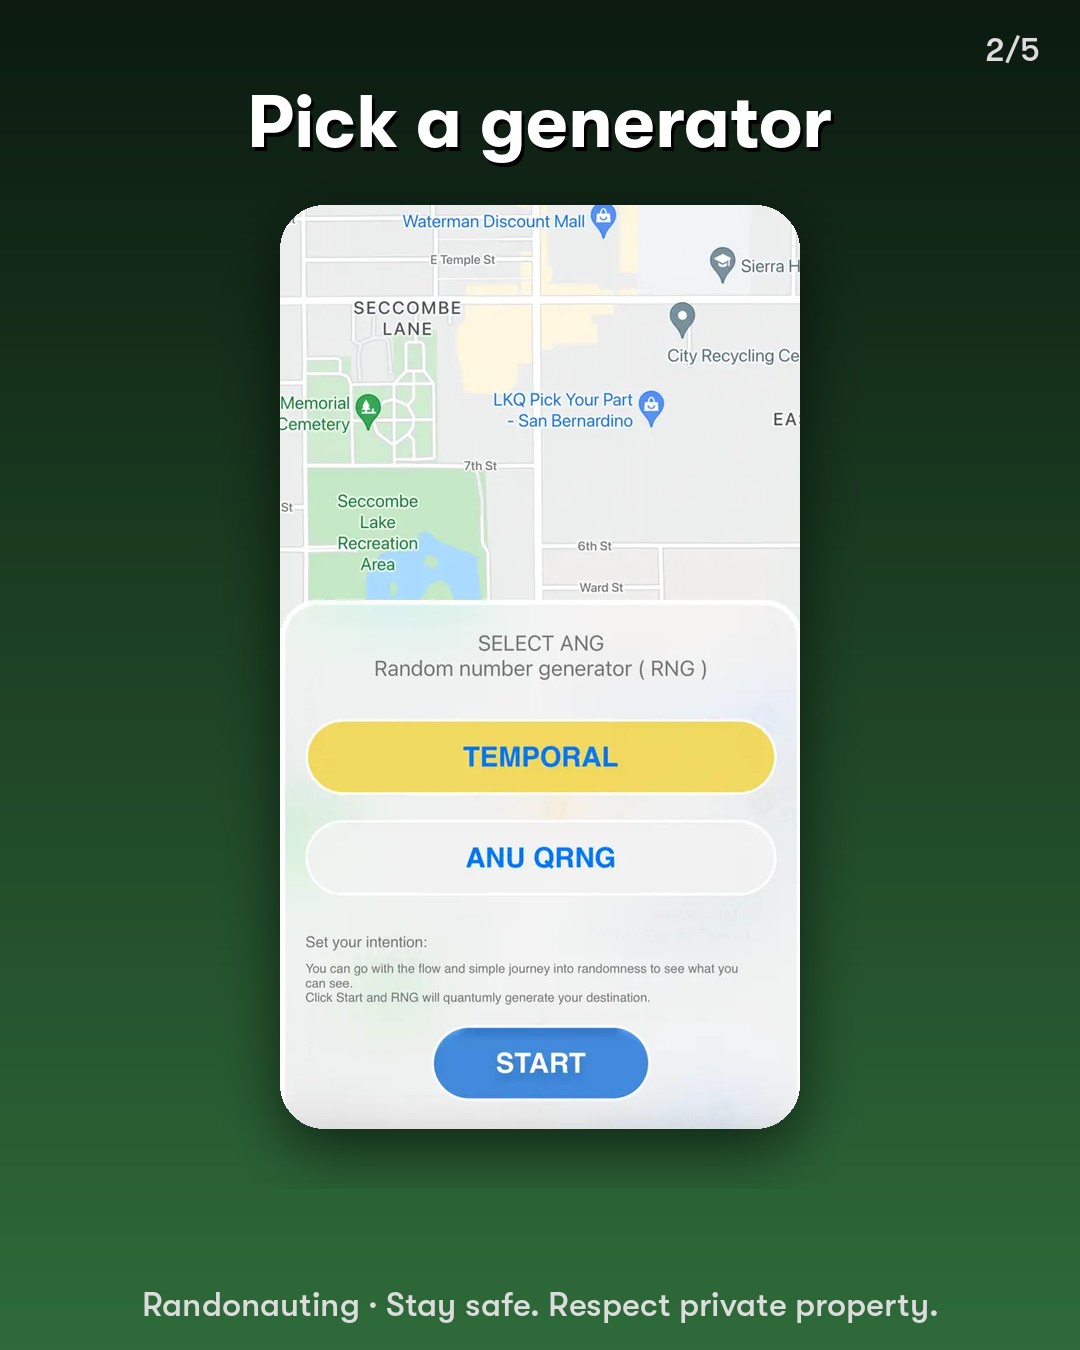 2/5
Pick a generator
Waterman Discount Mall
E Temple St
Sierra H
SECCOMBE
LANE
City Recycling Ce
Memorial
Cemetery
LKQ Pick Your Part
- San Bernardino
EAS
7th St
Seccombe
Lake
Recreation
Area
St
6th St
Ward St
SELECT ANG
Random number generator ( RNG )
TEMPORAL
ANU QRNG
Set your intention:
You can go with the flow and simple journey into randomness to see what you
can see.
Click Start and RNG will quantumly generate your destination.
START
Randonauting · Stay safe. Respect private property.